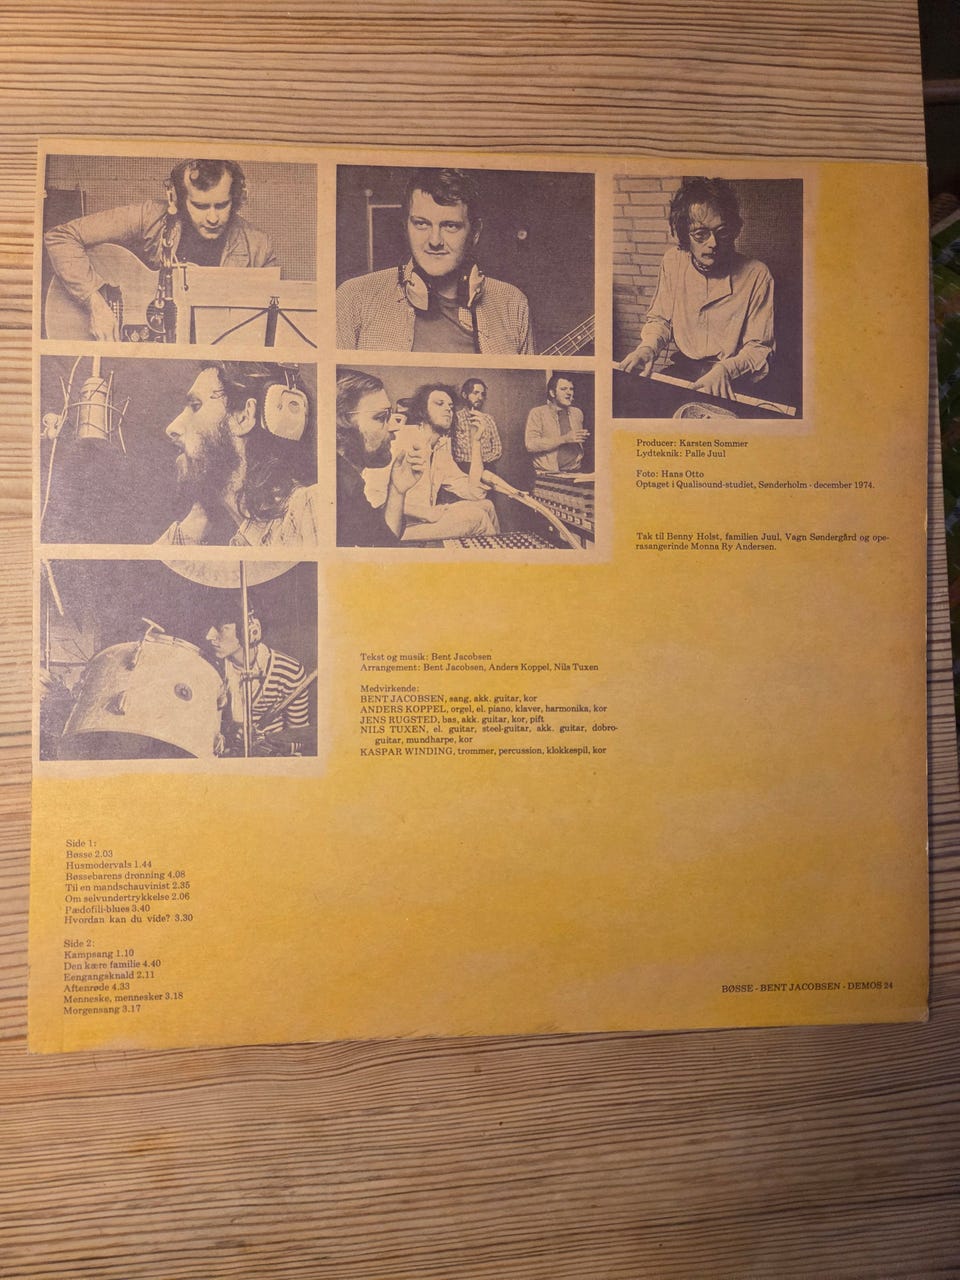 Producer: Karsten Sommer
Lydteknik: Palle Juul
Foto: Hans Otto
Optaget i Qualisound-studiet, Sønderholm - december 1974.
Tak til Benny Holst, familien Juul, Vagn Søndergård og ope-
rasangerinde Monna Ry Andersen.
Tekst og musik: Bent Jacobsen
Arrangement: Bent Jacobsen, Anders Koppel, Nils Tuxen
Medvirkende:
BENT JACOBSEN, sang, akk. guitar, kor
ANDERS KOPPEL, orgel, el. piano, klaver, harmonika, kor
JENS RUGSTED, bas, akk. guitar, kor, pift
NILS TUXEN, el. guitar, steel-guitar, akk. guitar, dobro-
guitar, mundharpe, kor
KASPAR WINDING, trommer, percussion, klokkespil, kor
Side 1:
Bøsse 2.03
Husmodervals 1.44
Bøssebarens drønning 4.08
Til en mandschauvinist 2.35
Om selvundertrykkelse 2.06
Pædofili-blues 3.40
Hvordan kan du vide? 3.30
Side 2:
Kampsang 1.10
Den kære familie 4.40
Eengangsknald 2.11
Aftenrøde 4.33
Menneske, mennesker 3.18
Morgensang 3.17
BØSSE - BENT JACOBSEN - DEMOS 24